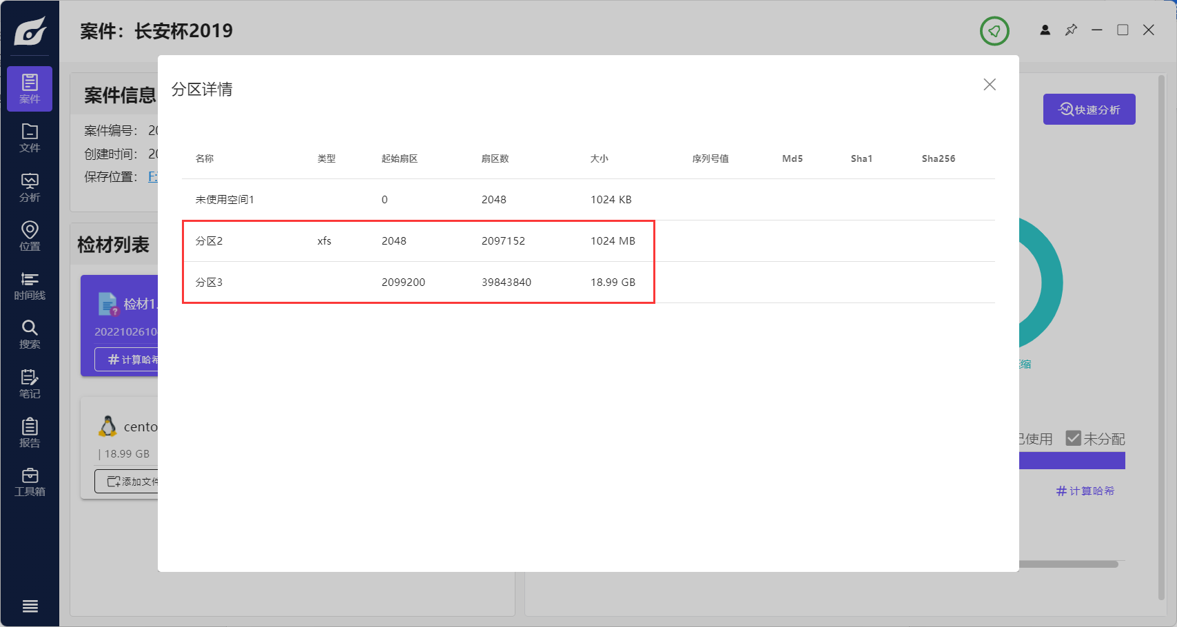 案件：长安杯2019
案件
文件
分析
位置
时间线
搜索
笔记
报告
工具箱
案件信息
案件编号： 20
创建时间： 20
保存位置： F:
快速分析
检材列表
检材1.
2022102610
# 计算哈希
cento
| 18.99 GB
添加文件
分区详情
名称 类型 起始扇区 扇区数 大小 序列号值 Md5 Sha1 Sha256
未使用空间1 0 2048 1024 KB
分区2 xfs 2048 2097152 1024 MB
分区3 2099200 39843840 18.99 GB
缩
已使用 未分配
# 计算哈希